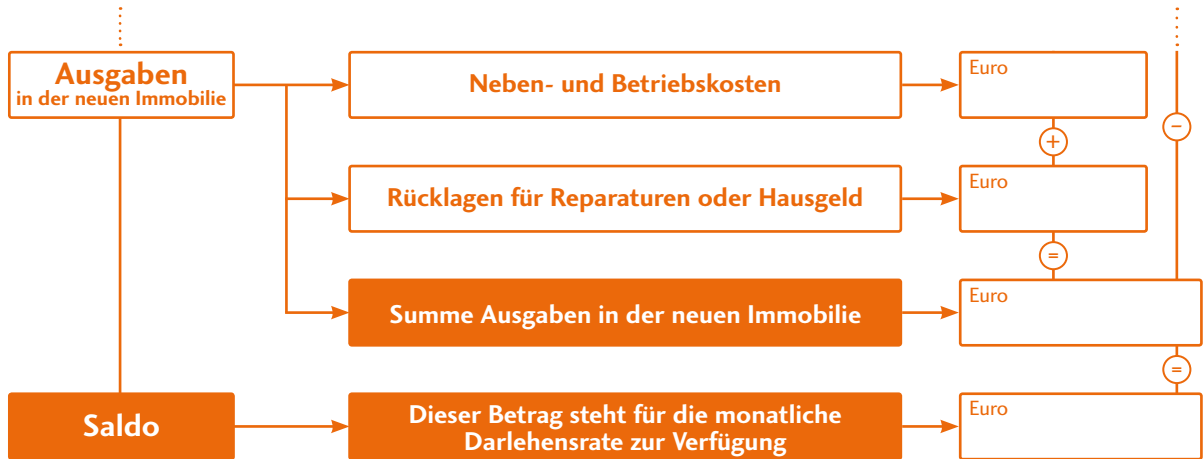 Ausgaben
in der neuen Immobilie
Neben- und Betriebskosten
Euro
+
−
Rücklagen für Reparaturen oder Hausgeld
Euro
=
Summe Ausgaben in der neuen Immobilie
Euro
=
Saldo
Dieser Betrag steht für die monatliche
Darlehensrate zur Verfügung
Euro